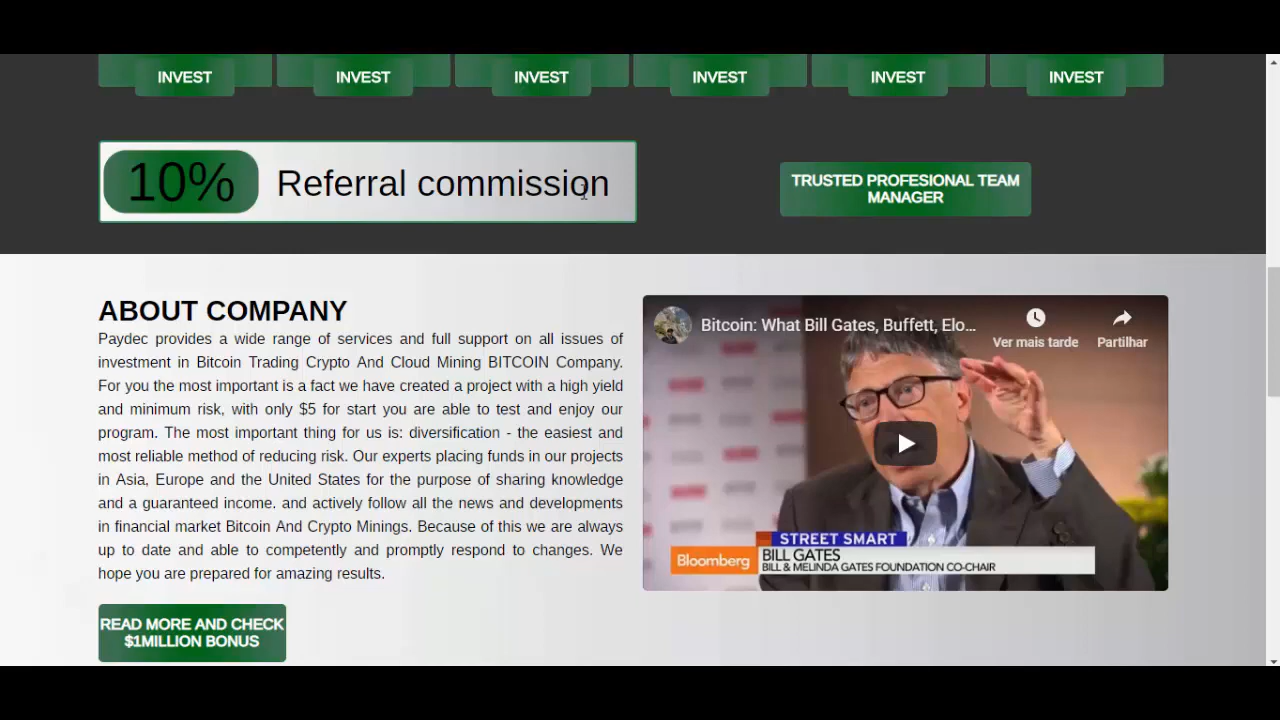 INVEST INVEST INVEST INVEST INVEST INVEST
10% Referral commission
TRUSTED PROFESIONAL TEAM
MANAGER
ABOUT COMPANY
Paydec provides a wide range of services and full support on all issues of
investment in Bitcoin Trading Crypto And Cloud Mining BITCOIN Company.
For you the most important is a fact we have created a project with a high yield
and minimum risk, with only $5 for start you are able to test and enjoy our
program. The most important thing for us is: diversification - the easiest and
most reliable method of reducing risk. Our experts placing funds in our projects
in Asia, Europe and the United States for the purpose of sharing knowledge
and a guaranteed income. and actively follow all the news and developments
in financial market Bitcoin And Crypto Minings. Because of this we are always
up to date and able to competently and promptly respond to changes. We
hope you are prepared for amazing results.
READ MORE AND CHECK
$1MILLION BONUS
Bitcoin: What Bill Gates, Buffett, Elo...
Ver mais tarde
Partilhar
STREET SMART
Bloomberg
BILL GATES
BILL & MELINDA GATES FOUNDATION CO-CHAIR